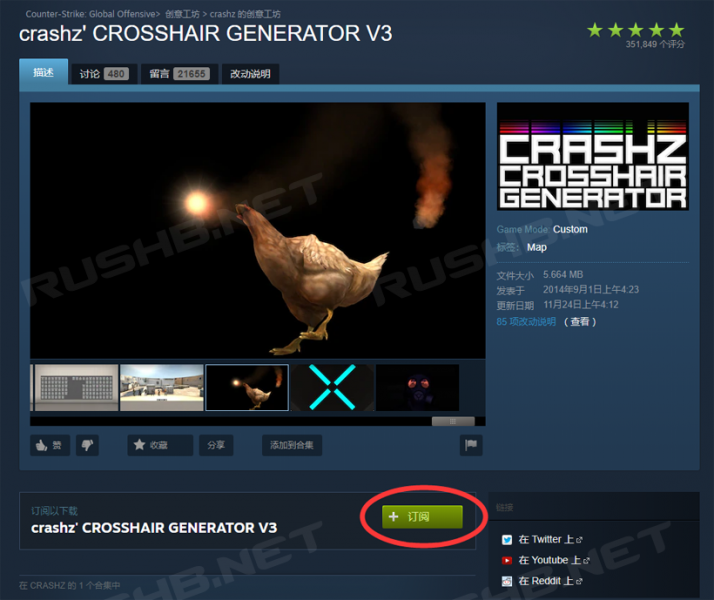 Counter-Strike: Global Offensive> 创意工坊 > crashz 的创意工坊
crashz' CROSSHAIR GENERATOR V3
351,849 个评分
描述 讨论 480 留言 21655 改动说明
CRASHZ
CROSSHAIR
GENERATOR
Game Mode: Custom
标签: Map
文件大小 5.664 MB
发表于 2014年9月1日上午4:23
更新日期 11月24日上午4:12
85 项改动说明 ( 查看 )
赞 收藏 分享 添加到合集
订阅以下载
crashz' CROSSHAIR GENERATOR V3
+ 订阅
链接
在 Twitter 上
在 Youtube 上
在 Reddit 上
在 CRASHZ 的 1 个合集中
RUSHB.NET
RUSHB.NET
RUSHB.NET
RUSHB.NET